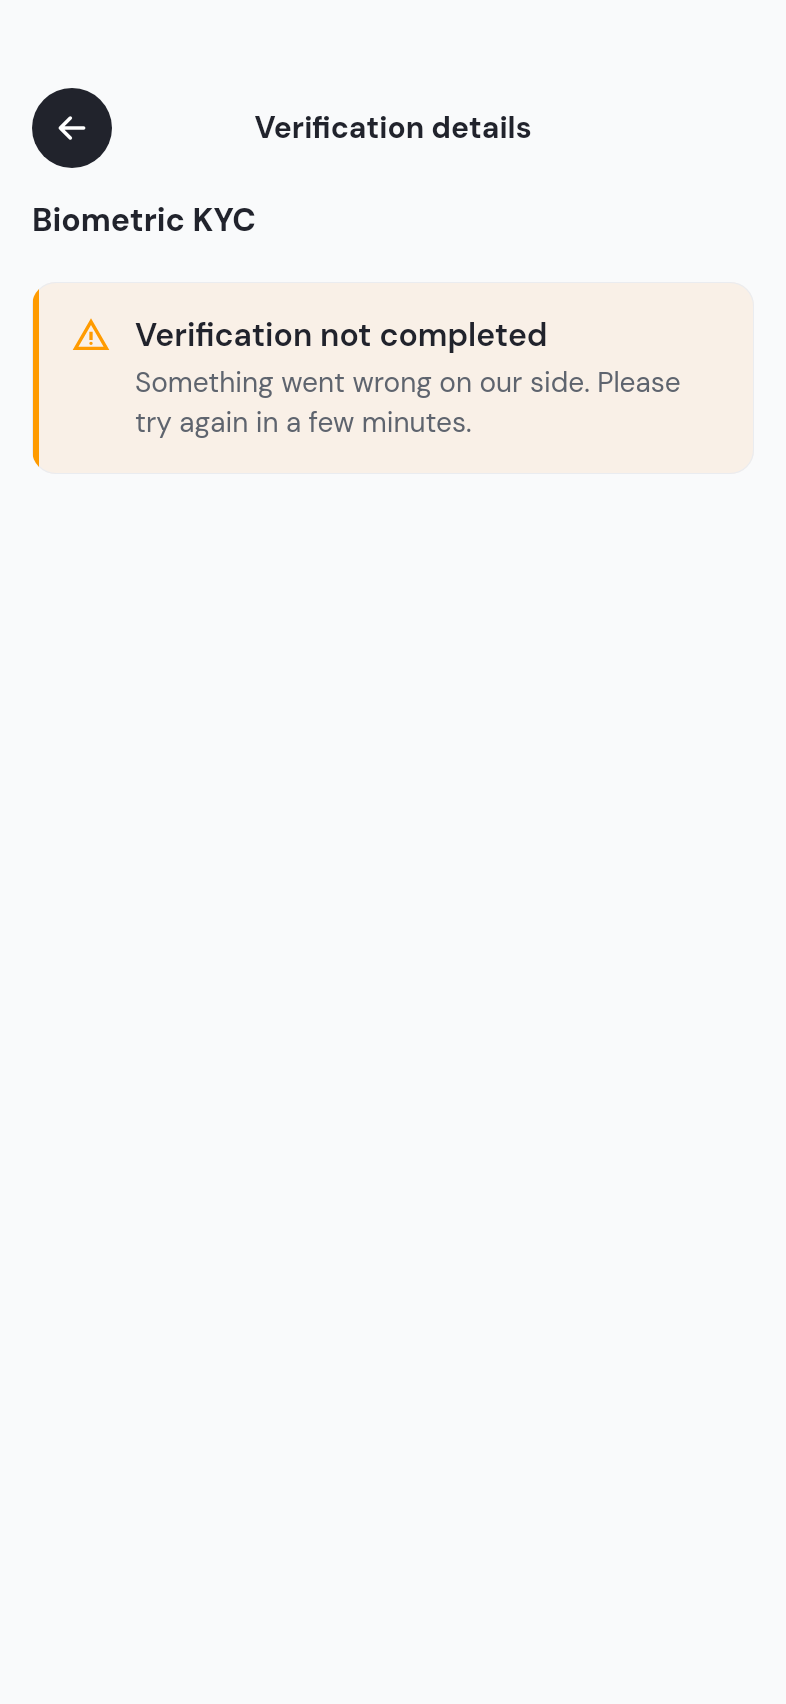 Verification details
Biometric KYC
Verification not completed
Something went wrong on our side. Please
try again in a few minutes.